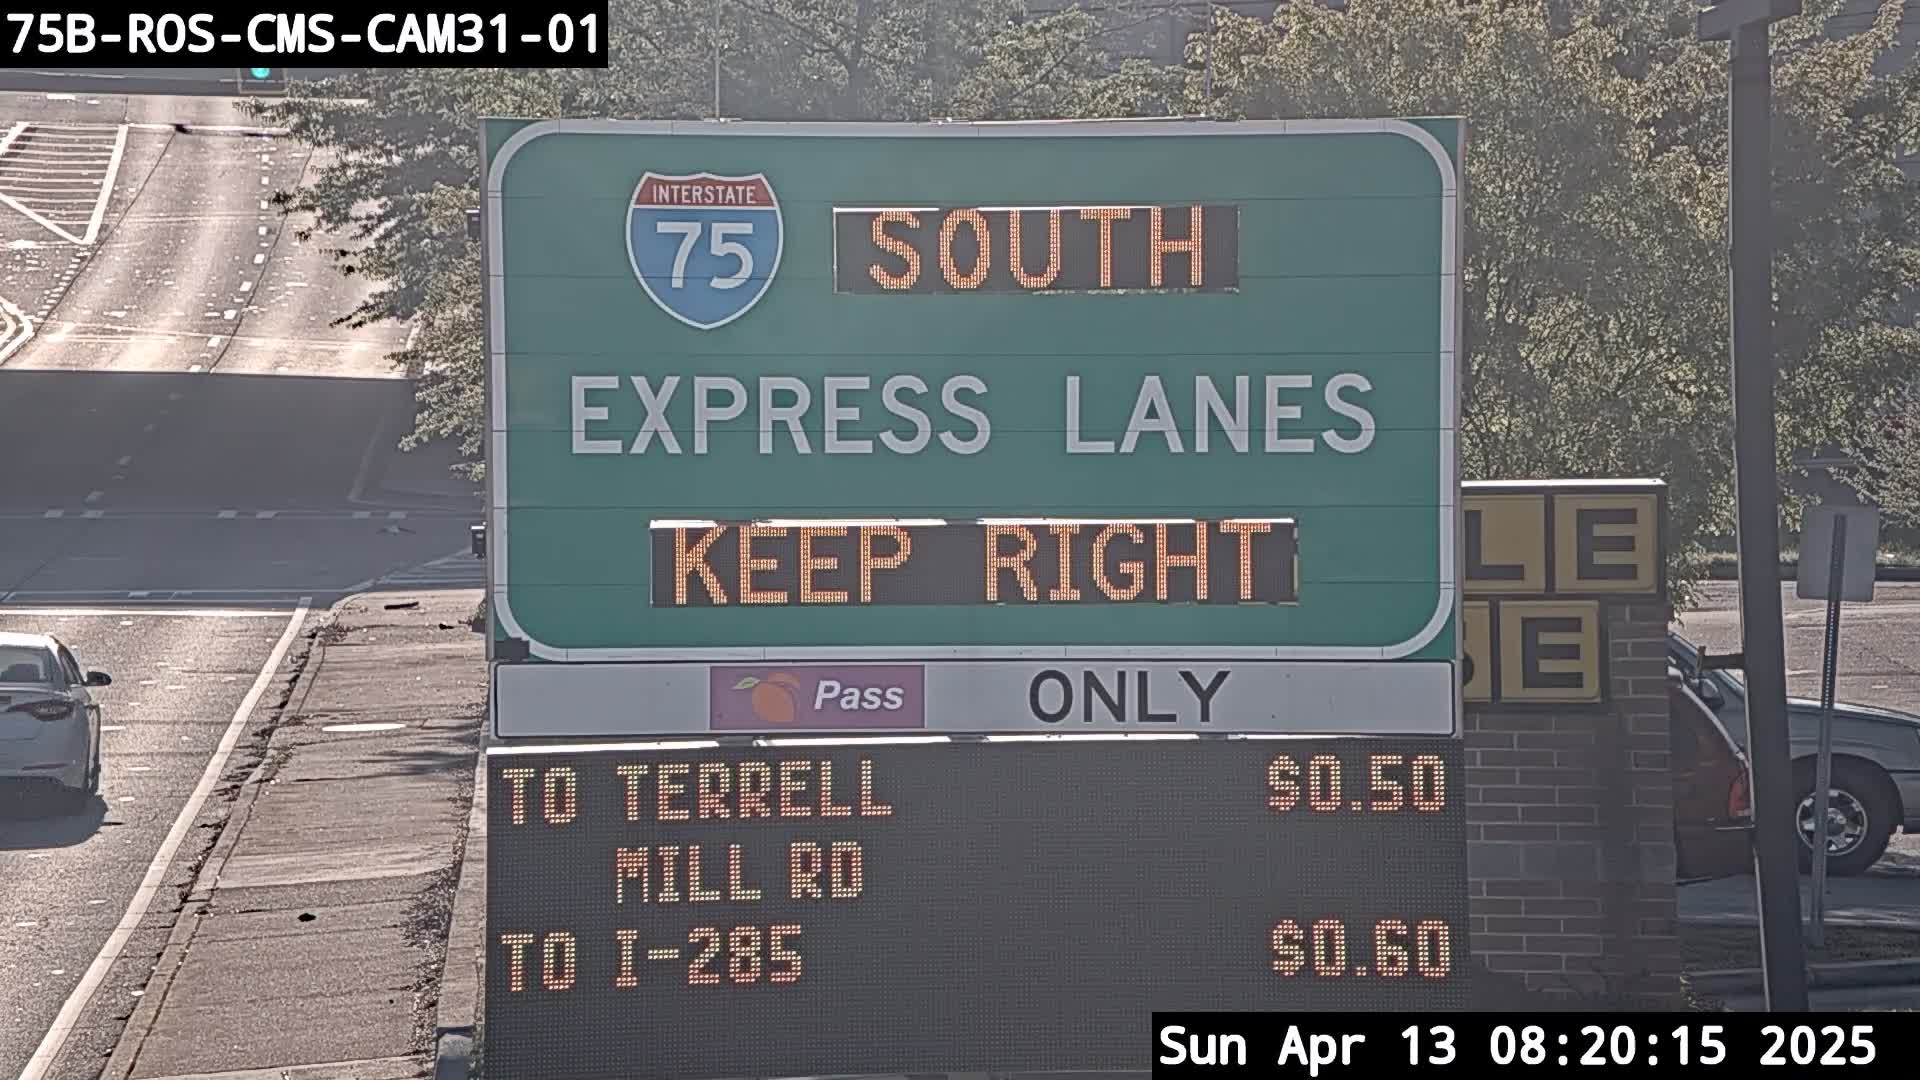 75B-ROS-CMS-CAM31-01
INTERSTATE
75
SOUTH
EXPRESS LANES
KEEP RIGHT
Pass ONLY
TO TERRELL $0.50
MILL RD
TO I-285 $0.60
LE
E
Sun Apr 13 08:20:15 2025